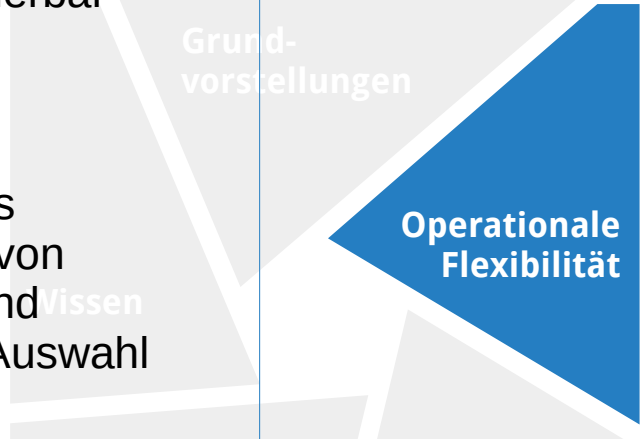 Grund-
vorstellungen
s
von
nd
Wissen
Auswahl
Operationale
Flexibilität